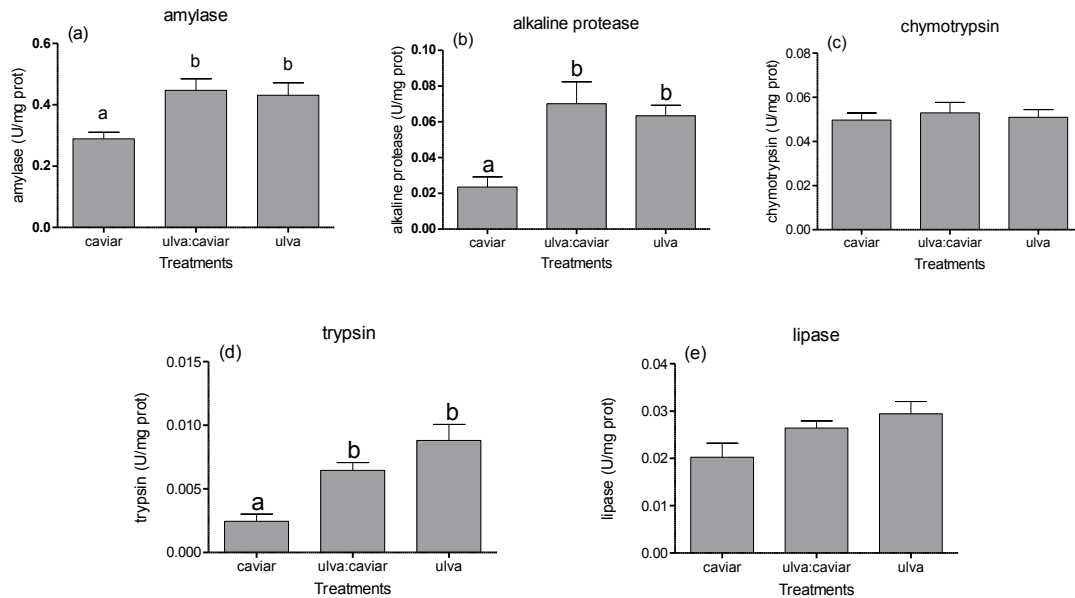 amylase
(a)
amylase (U/mg prot)
0.6
0.4
0.2
0.0
a
b
b
caviar
ulva:caviar
ulva
Treatments
alkaline protease
(b)
alkaline protease (U/mg prot)
0.10
0.08
0.06
0.04
0.02
0.00
a
b
b
caviar
ulva:caviar
ulva
Treatments
chymotrypsin
(c)
chymotrypsin (U/mg prot)
0.08
0.06
0.04
0.02
0.00
caviar
ulva:caviar
ulva
Treatments
trypsin
(d)
trypsin (U/mg prot)
0.015
0.010
0.005
0.000
a
b
b
caviar
ulva:caviar
ulva
Treatments
lipase
(e)
lipase (U/mg prot)
0.04
0.03
0.02
0.01
0.00
caviar
ulva:caviar
ulva
Treatments